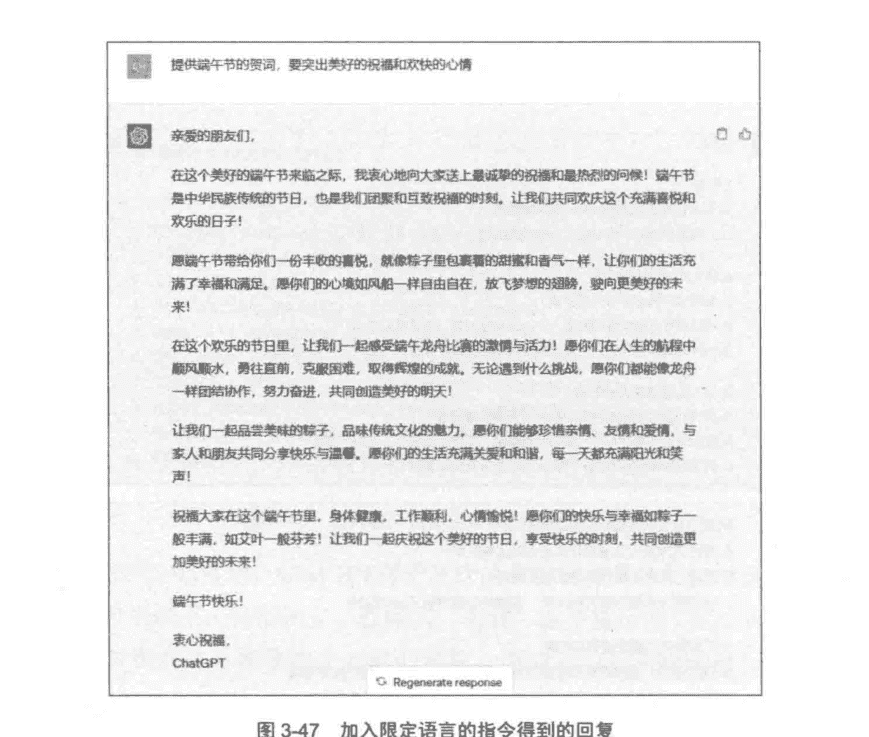 提供端午节的贺词，要突出美好的祝福和欢快的心情
亲爱的朋友们，
在这个美好的端午节来临之际，我衷心地向大家送上最诚挚的祝福和最热烈的问候！端午节
是中华民族传统的节日，也是我们团聚和互致祝福的时刻。让我们共同欢庆这个充满喜悦和
欢乐的日子！
愿端午节带给你们一份丰收的喜悦，就像粽子里包裹着的甜蜜和香气一样，让你们的生活充
满了幸福和满足。愿你们的心境如风船一样自由自在，放飞梦想的翅膀，驶向更美好的未
来！
在这个欢乐的节日里，让我们一起感受端午龙舟比赛的激情与活力！愿你们在人生的航程中
顺风顺水，勇往直前，克服困难，取得辉煌的成就。无论遇到什么挑战，愿你们都能像龙舟
一样团结协作，努力奋进，共同创造美好的明天！
让我们一起品尝美味的粽子，品味传统文化的魅力。愿你们能够珍惜亲情、友情和爱情，与
家人和朋友共同分享快乐与温馨。愿你们的生活充满关爱和和谐，每一天都充满阳光和笑
声！
祝福大家在这个端午节里，身体健康，工作顺利，心情愉悦！愿你们的快乐与幸福如粽子一
般丰满，如艾叶一般芬芳！让我们一起庆祝这个美好的节日，享受快乐的时刻，共同创造更
加美好的未来！
端午节快乐！
衷心祝福，
ChatGPT
Regenerate response
图 3-47 加入限定语言的指令得到的回复